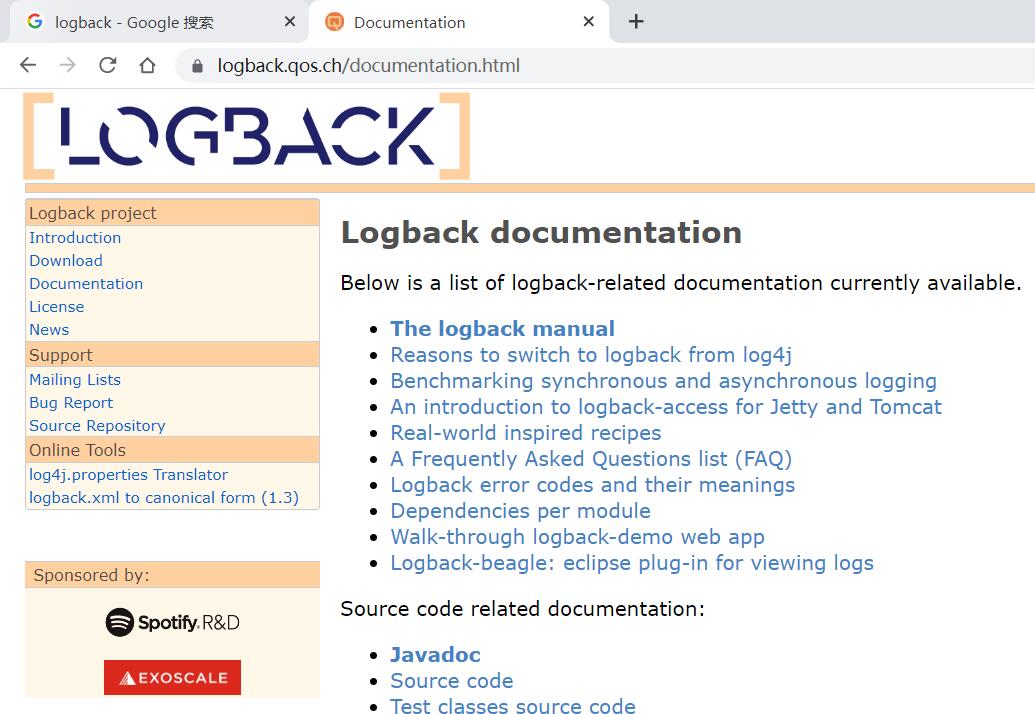 logback - Google 搜索
Documentation
logback.qos.ch/documentation.html
LOGBACK
Logback project
Introduction
Download
Documentation
License
News
Support
Mailing Lists
Bug Report
Source Repository
Online Tools
log4j.properties Translator
logback.xml to canonical form (1.3)
Sponsored by:
Spotify R&D
EXOSCALE
Logback documentation
Below is a list of logback-related documentation currently available.
The logback manual
Reasons to switch to logback from log4j
Benchmarking synchronous and asynchronous logging
An introduction to logback-access for Jetty and Tomcat
Real-world inspired recipes
A Frequently Asked Questions list (FAQ)
Logback error codes and their meanings
Dependencies per module
Walk-through logback-demo web app
Logback-beagle: eclipse plug-in for viewing logs
Source code related documentation:
Javadoc
Source code
Test classes source code